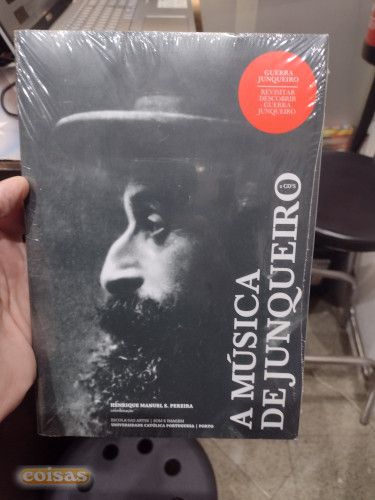 GUERRA
JUNQUEIRO
REVISITAR
DESCOBRIR
GUERRA
JUNQUEIRO
2 CD'S
A MÚSICA
DE JUNQUEIRO
HENRIQUE MANUEL S. PEREIRA
coordenação
ESCOLA DAS ARTES | SOM E IMAGEM
UNIVERSIDADE CATÓLICA PORTUGUESA | PORTO
coisas